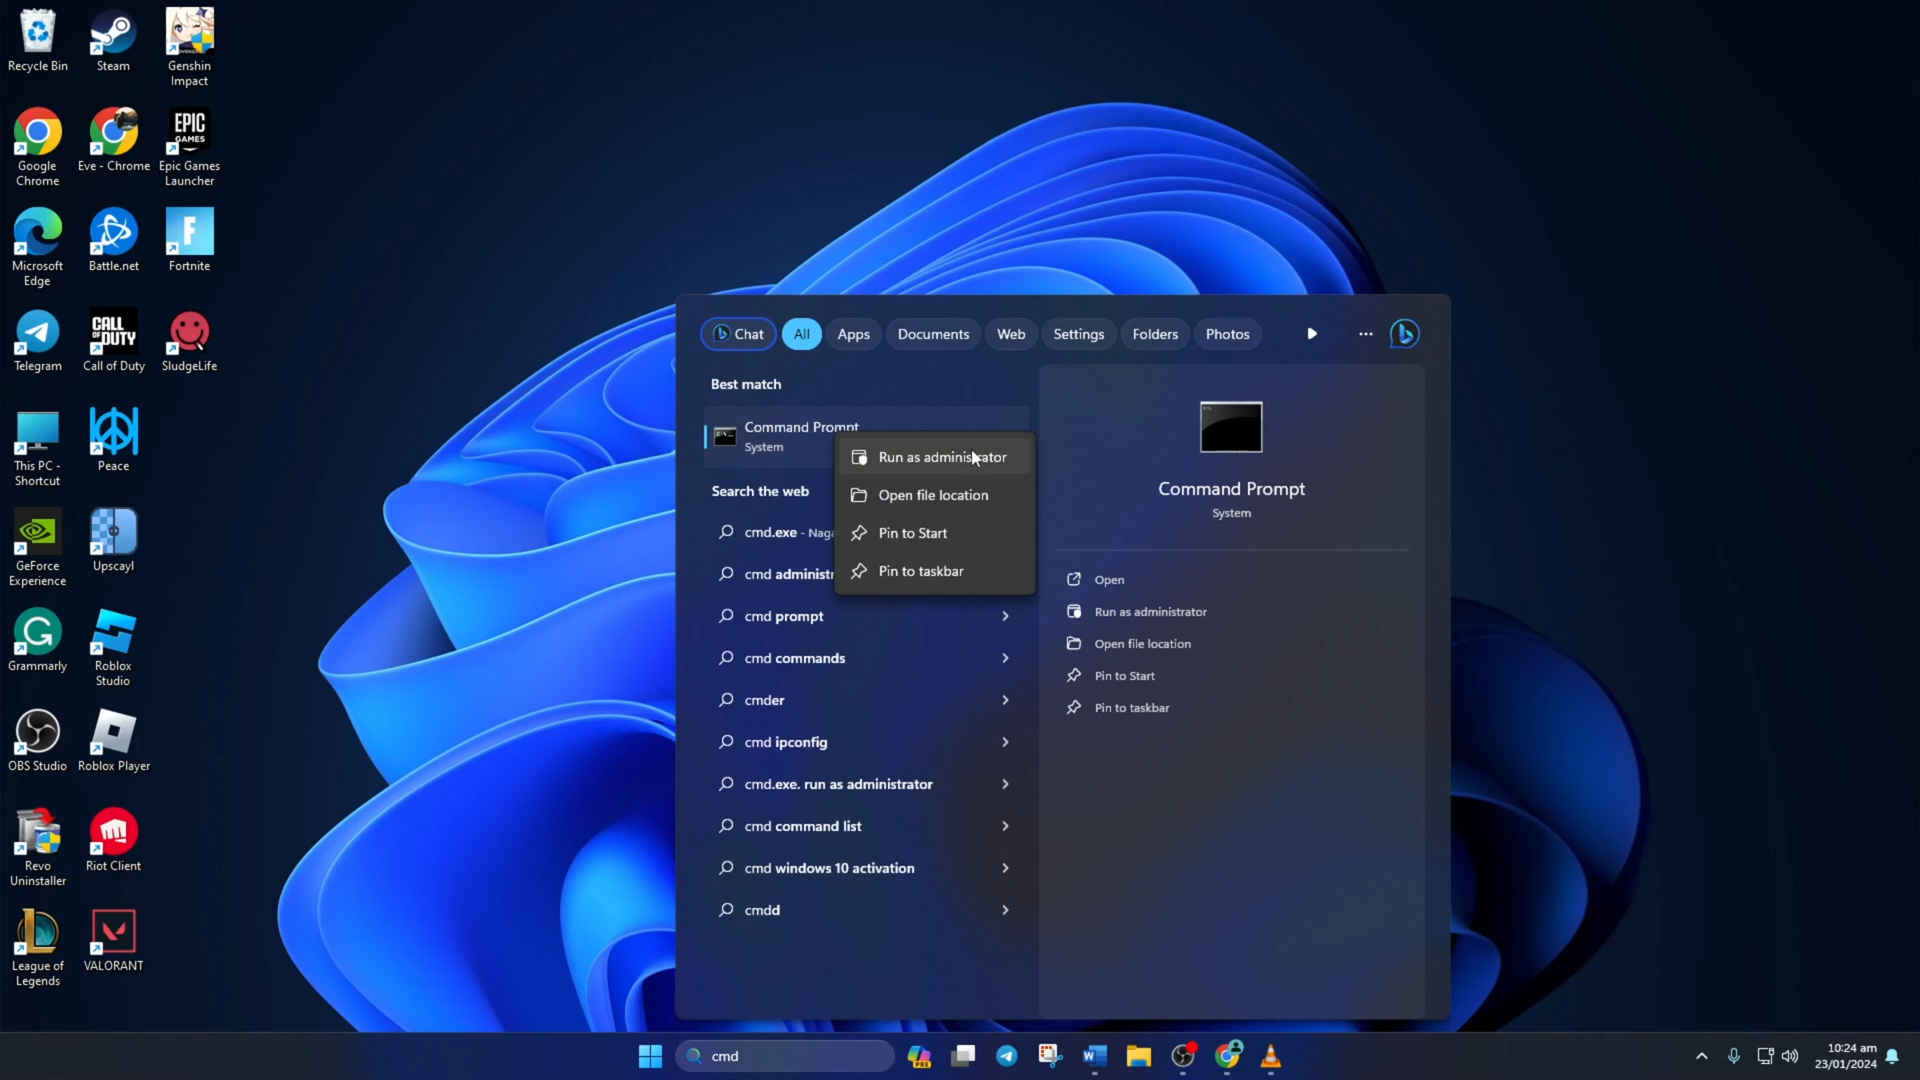 Recycle Bin
Steam
Genshin
Impact
Google
Chrome
Eve - Chrome
EPIC
GAMES
Epic Games
Launcher
Microsoft
Edge
Battle.net
F
Fortnite
Telegram
CALL
OF DUTY
Call of Duty
SludgeLife
This PC -
Shortcut
Peace
GeForce
Experience
Upscayl
Grammarly
Roblox
Studio
OBS Studio
Roblox Player
Revo
Uninstaller
Riot Client
League of
Legends
VALORANT
Chat
All
Apps
Documents
Web
Settings
Folders
Photos
Best match
Command Prompt
System
Run as administrator
Open file location
Pin to Start
Pin to taskbar
Search the web
cmd.exe - Naga
cmd administr
cmd prompt
cmd commands
cmder
cmd ipconfig
cmd.exe. run as administrator
cmd command list
cmd windows 10 activation
cmdd
Command Prompt
System
Open
Run as administrator
Open file location
Pin to Start
Pin to taskbar
cmd
PRE
10:24 am
23/01/2024